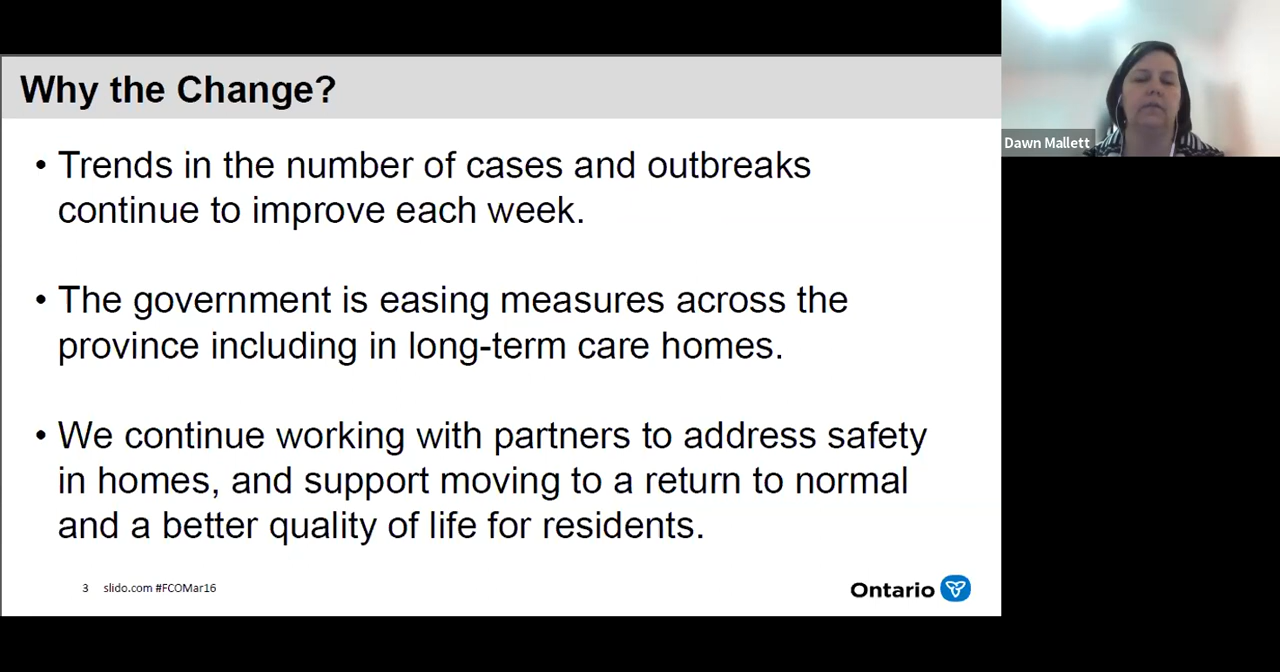 Why the Change?
• Trends in the number of cases and outbreaks
continue to improve each week.
• The government is easing measures across the
province including in long-term care homes.
• We continue working with partners to address safety
in homes, and support moving to a return to normal
and a better quality of life for residents.
3 slido.com #FCOMar16
Ontario
Dawn Mallett